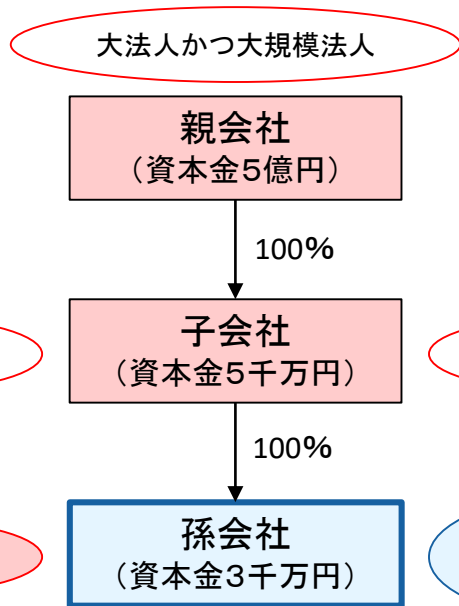 大法人かつ大規模法人
親会社
（資本金5億円）
100%
子会社
（資本金5千万円）
100%
孫会社
（資本金3千万円）